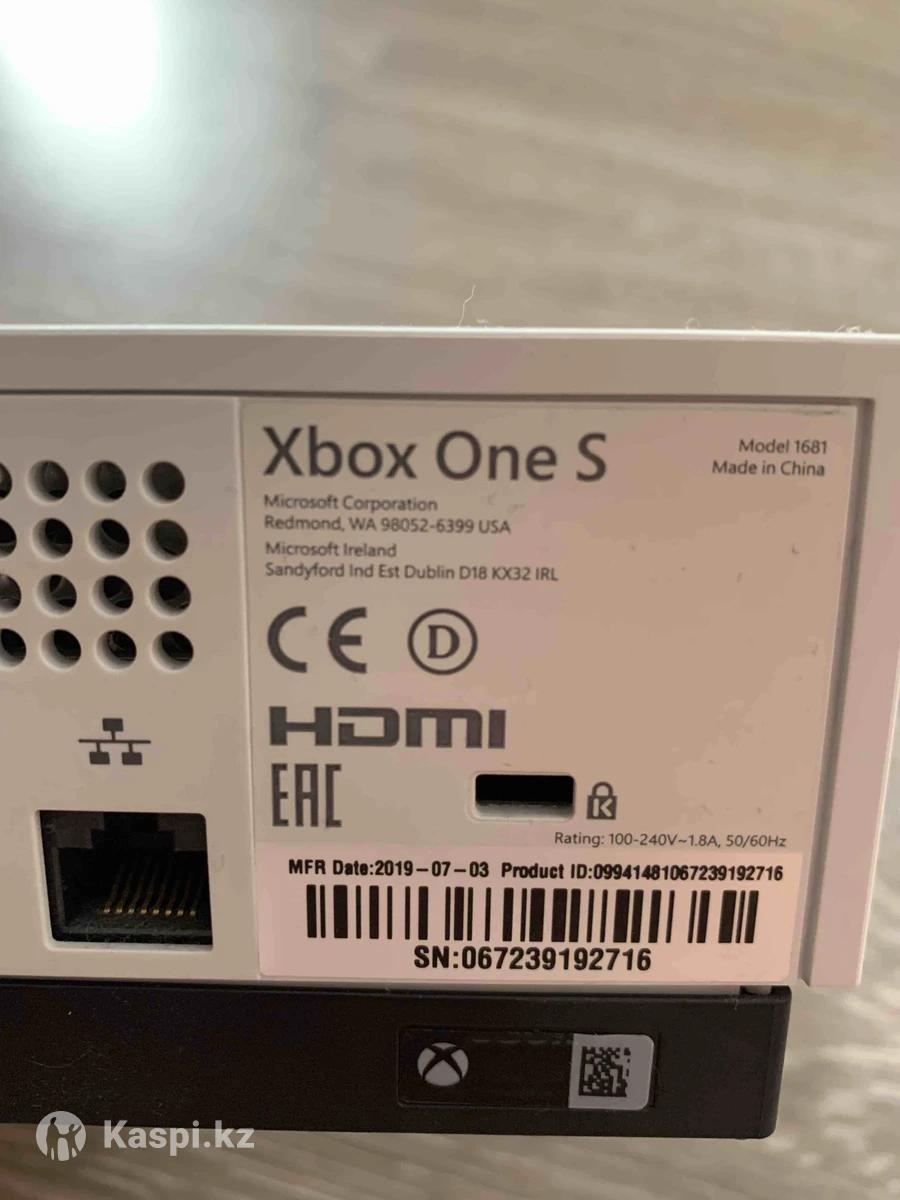 Xbox One S
Model 1681
Made in China
Microsoft Corporation
Redmond, WA 98052-6399 USA
Microsoft Ireland
Sandyford Ind Est Dublin D18 KX32 IRL
CE D
HDMI
EAC
K
Rating: 100-240V~1.8A, 50/60Hz
MFR Date:2019-07-03 Product ID:09941481067239192716
SN:067239192716
Kaspi.kz